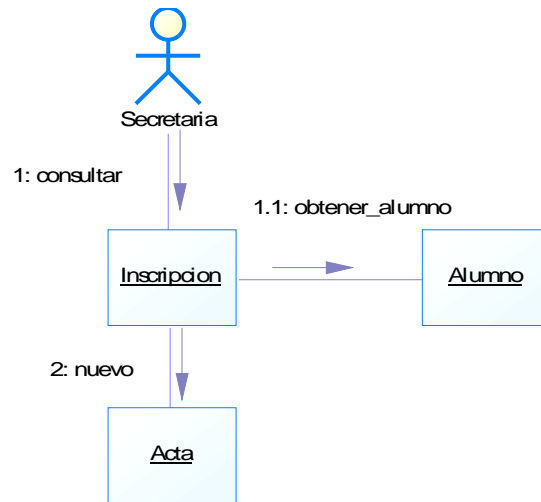 Secretaria
1: consultar
1.1: obtener_alumno
Inscripcion
Alumno
2: nuevo
Acta